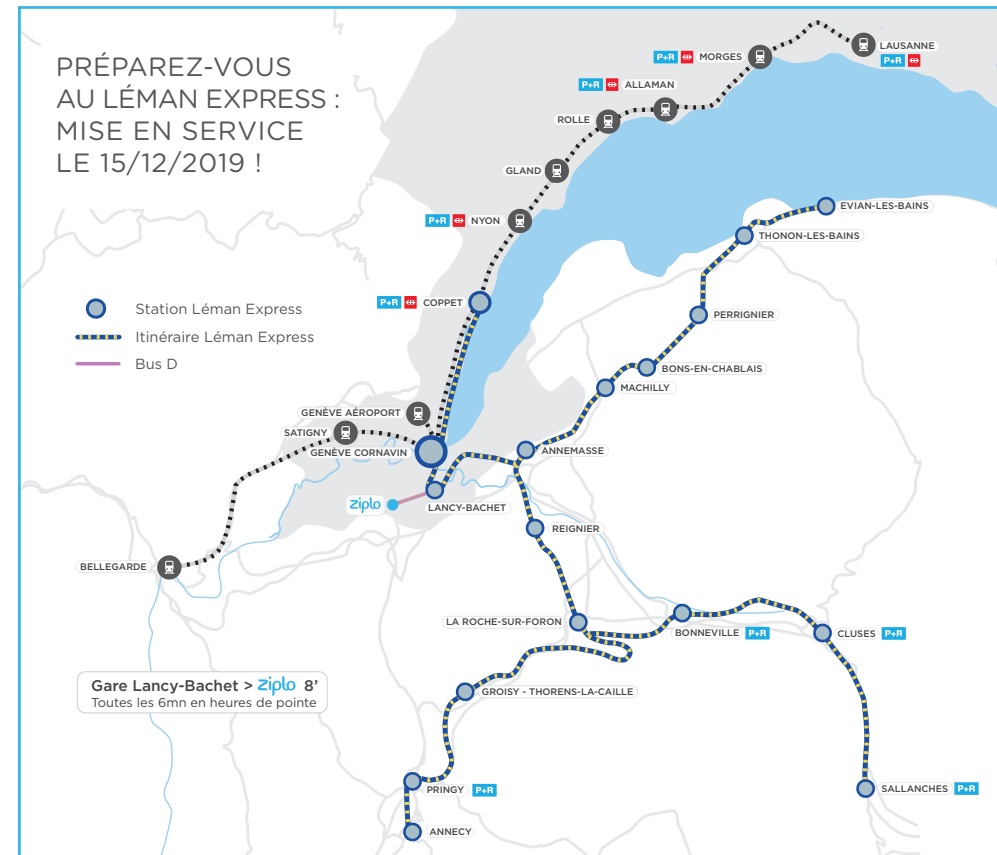 PRÉPAREZ-VOUS
AU LÉMAN EXPRESS :
MISE EN SERVICE
LE 15/12/2019 !
LAUSANNE
P+R
P+R MORGES
P+R ALLAMAN
ROLLE
GLAND
P+R NYON
EVIAN-LES-BAINS
THONON-LES-BAINS
P+R COPPET
Station Léman Express
Itinéraire Léman Express
Bus D
PERRIGNIER
BONS-EN-CHABLAIS
MACHILLY
GENÈVE AÉROPORT
SATIGNY
GENÈVE CORNAVIN
ANNEMASSE
ziplo
LANCY-BACHET
REIGNIER
BELLEGARDE
LA ROCHE-SUR-FORON
BONNEVILLE P+R
CLUSES P+R
Gare Lancy-Bachet > ziplo 8'
Toutes les 6mn en heures de pointe
GROISY - THORENS-LA-CAILLE
PRINGY P+R
SALLANCHES P+R
ANNECY